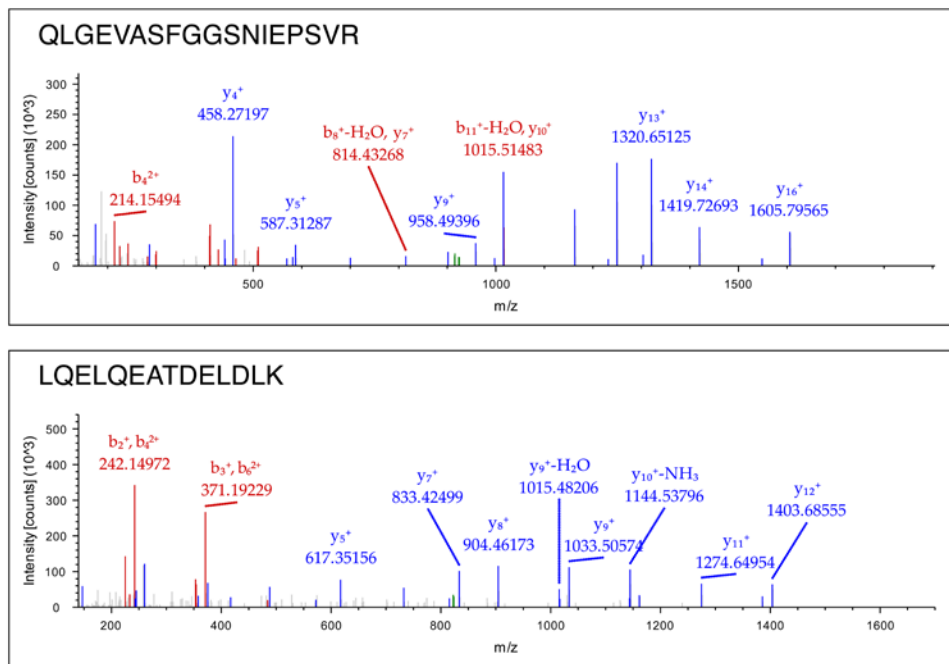 QLGEVASFGGSNIEPSVR
Intensity [counts] (10^3)
300
250
200
150
100
50
0
b₄²⁺
214.15494
y₄⁺
458.27197
y₅⁺
587.31287
b₈⁺-H₂O, y₇⁺
814.43268
y₉⁺
958.49396
b₁₁⁺-H₂O, y₁₀⁺
1015.51483
y₁₃⁺
1320.65125
y₁₄⁺
1419.72693
y₁₆⁺
1605.79565
500
1000
1500
m/z
LQELQEATDELDLK
Intensity [counts] (10^3)
500
400
300
200
100
0
b₂⁺, b₄²⁺
242.14972
b₃⁺, b₆²⁺
371.19229
y₅⁺
617.35156
y₇⁺
833.42499
y₈⁺
904.46173
y₉⁺-H₂O
1015.48206
y₉⁺
1033.50574
y₁₀⁺-NH₃
1144.53796
y₁₁⁺
1274.64954
y₁₂⁺
1403.68555
200
400
600
800
1000
1200
1400
1600
m/z